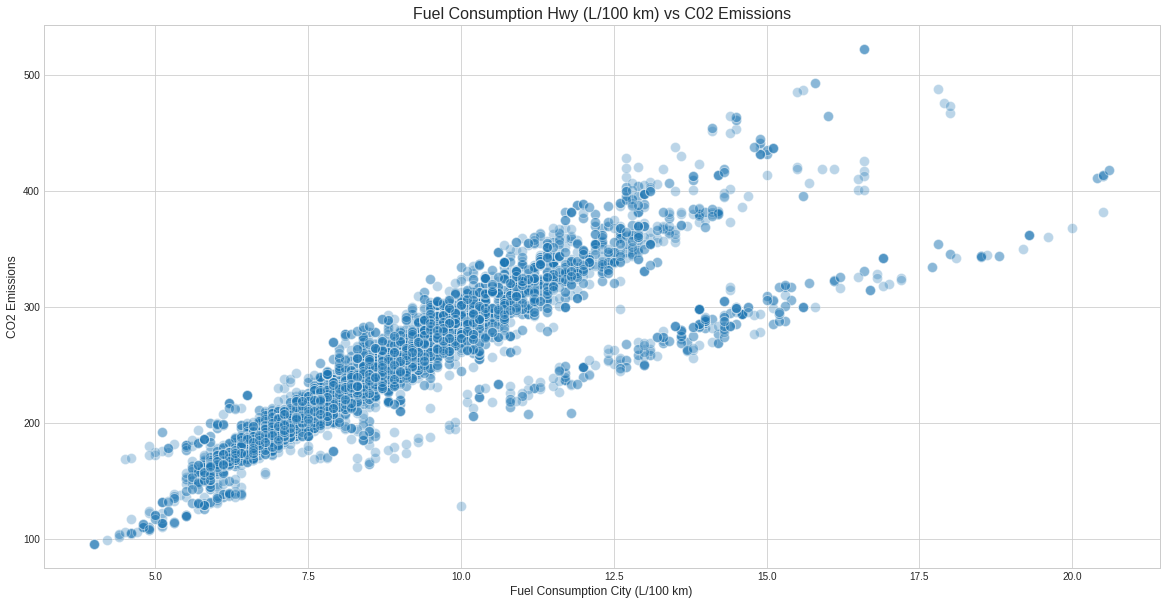 Fuel Consumption Hwy (L/100 km) vs C02 Emissions
CO2 Emissions
500
400
300
200
100
5.0 7.5 10.0 12.5 15.0 17.5 20.0
Fuel Consumption City (L/100 km)